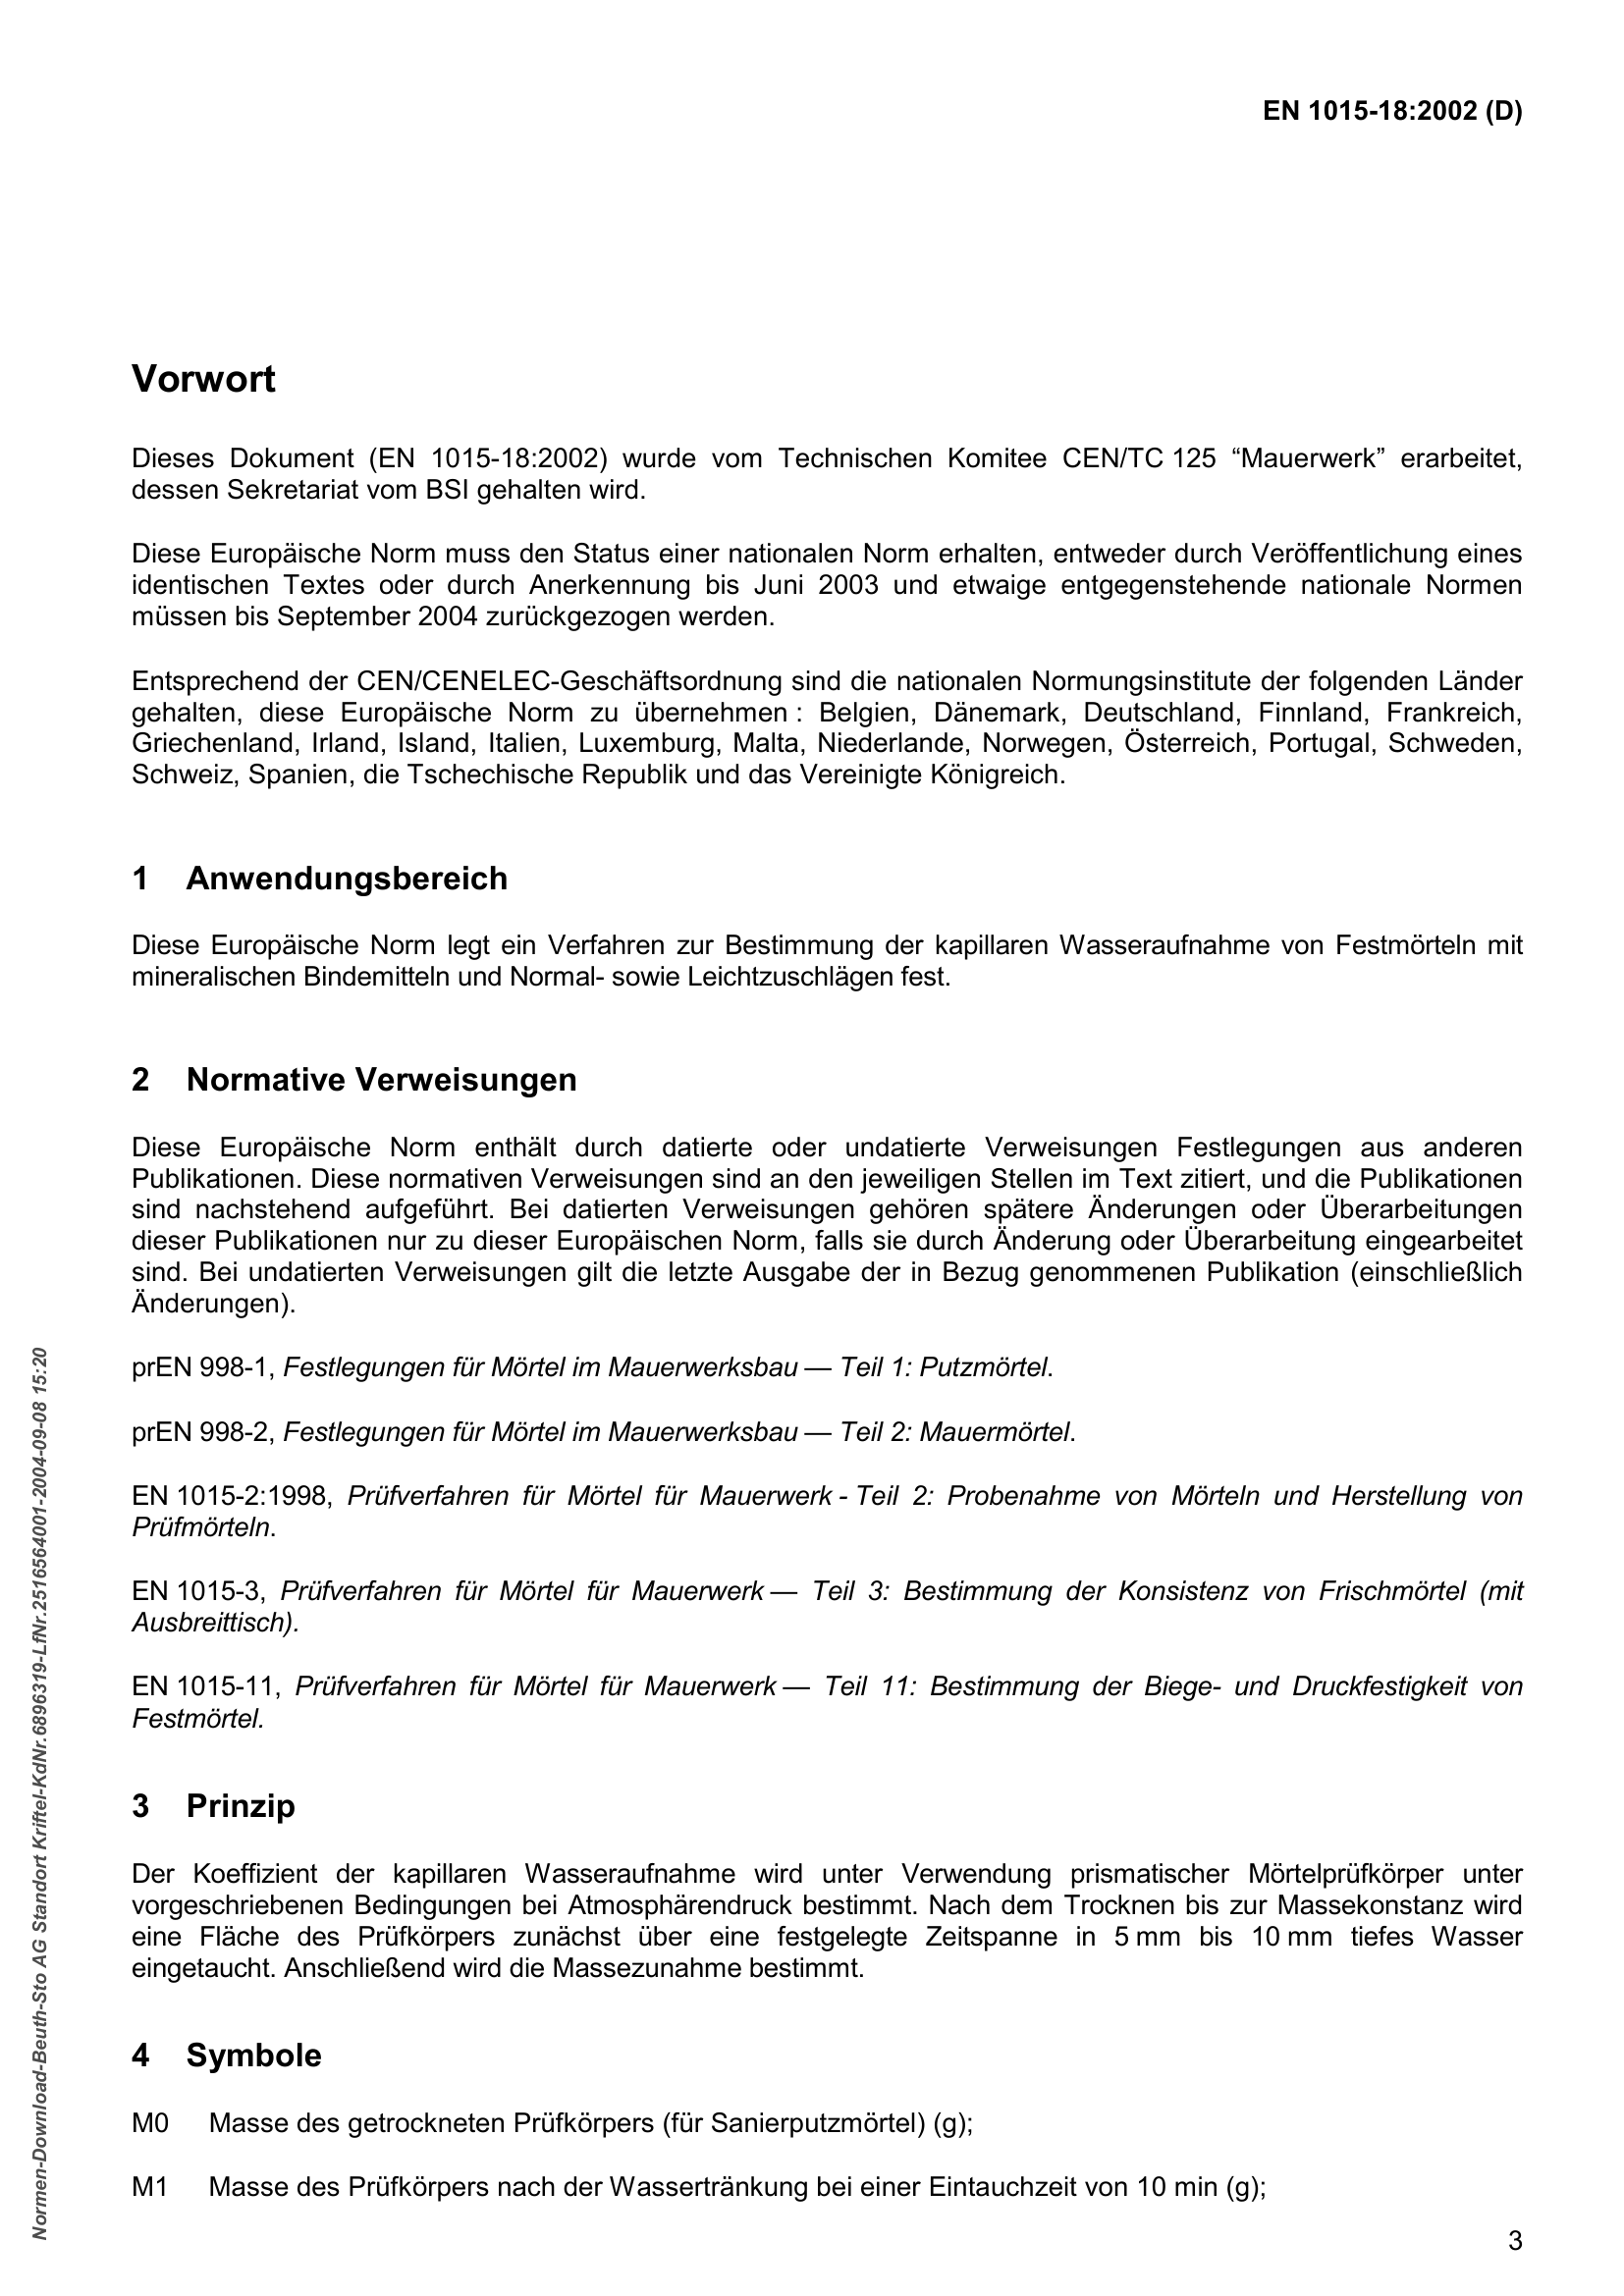 EN 1015-18:2002 (D)
Vorwort
Dieses Dokument (EN 1015-18:2002) wurde vom Technischen Komitee CEN/TC 125 “Mauerwerk” erarbeitet,
dessen Sekretariat vom BSI gehalten wird.
Diese Europäische Norm muss den Status einer nationalen Norm erhalten, entweder durch Veröffentlichung eines
identischen Textes oder durch Anerkennung bis Juni 2003 und etwaige entgegenstehende nationale Normen
müssen bis September 2004 zurückgezogen werden.
Entsprechend der CEN/CENELEC-Geschäftsordnung sind die nationalen Normungsinstitute der folgenden Länder
gehalten, diese Europäische Norm zu übernehmen : Belgien, Dänemark, Deutschland, Finnland, Frankreich,
Griechenland, Irland, Island, Italien, Luxemburg, Malta, Niederlande, Norwegen, Österreich, Portugal, Schweden,
Schweiz, Spanien, die Tschechische Republik und das Vereinigte Königreich.
1 Anwendungsbereich
Diese Europäische Norm legt ein Verfahren zur Bestimmung der kapillaren Wasseraufnahme von Festmörteln mit
mineralischen Bindemitteln und Normal- sowie Leichtzuschlägen fest.
2 Normative Verweisungen
Diese Europäische Norm enthält durch datierte oder undatierte Verweisungen Festlegungen aus anderen
Publikationen. Diese normativen Verweisungen sind an den jeweiligen Stellen im Text zitiert, und die Publikationen
sind nachstehend aufgeführt. Bei datierten Verweisungen gehören spätere Änderungen oder Überarbeitungen
dieser Publikationen nur zu dieser Europäischen Norm, falls sie durch Änderung oder Überarbeitung eingearbeitet
sind. Bei undatierten Verweisungen gilt die letzte Ausgabe der in Bezug genommenen Publikation (einschließlich
Änderungen).
prEN 998-1, Festlegungen für Mörtel im Mauerwerksbau — Teil 1: Putzmörtel.
prEN 998-2, Festlegungen für Mörtel im Mauerwerksbau — Teil 2: Mauermörtel.
EN 1015-2:1998, Prüfverfahren für Mörtel für Mauerwerk - Teil 2: Probenahme von Mörteln und Herstellung von
Prüfmörteln.
EN 1015-3, Prüfverfahren für Mörtel für Mauerwerk — Teil 3: Bestimmung der Konsistenz von Frischmörtel (mit
Ausbreittisch).
EN 1015-11, Prüfverfahren für Mörtel für Mauerwerk — Teil 11: Bestimmung der Biege- und Druckfestigkeit von
Festmörtel.
3 Prinzip
Der Koeffizient der kapillaren Wasseraufnahme wird unter Verwendung prismatischer Mörtelprüfkörper unter
vorgeschriebenen Bedingungen bei Atmosphärendruck bestimmt. Nach dem Trocknen bis zur Massekonstanz wird
eine Fläche des Prüfkörpers zunächst über eine festgelegte Zeitspanne in 5 mm bis 10 mm tiefes Wasser
eingetaucht. Anschließend wird die Massezunahme bestimmt.
4 Symbole
M0 Masse des getrockneten Prüfkörpers (für Sanierputzmörtel) (g);
M1 Masse des Prüfkörpers nach der Wassertränkung bei einer Eintauchzeit von 10 min (g);
3
Normen-Download-Beuth-Sto AG Standort Kriftel-KdNr.6896319-LfNr.2516564001-2004-09-08 15:20